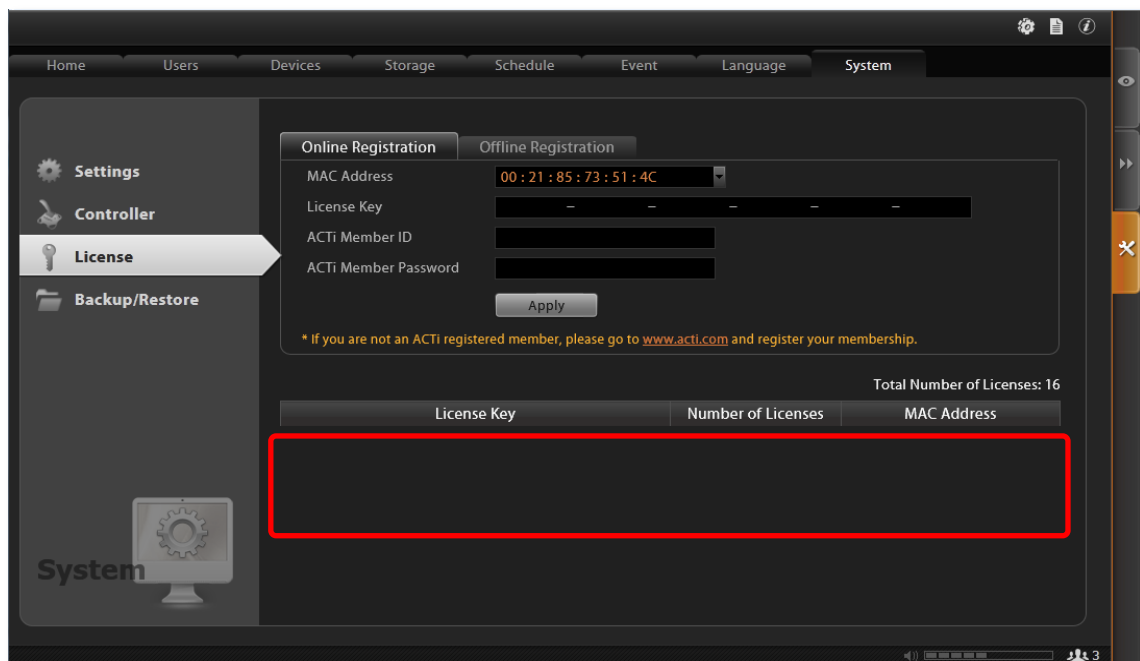 Home Users Devices Storage Schedule Event Language System
Online Registration Offline Registration
Settings
Controller
License
Backup/Restore
MAC Address 00 : 21 : 85 : 73 : 51 : 4C
License Key – – – – –
ACTi Member ID
ACTi Member Password
Apply
* If you are not an ACTi registered member, please go to www.acti.com and register your membership.
Total Number of Licenses: 16
License Key Number of Licenses MAC Address
System
3